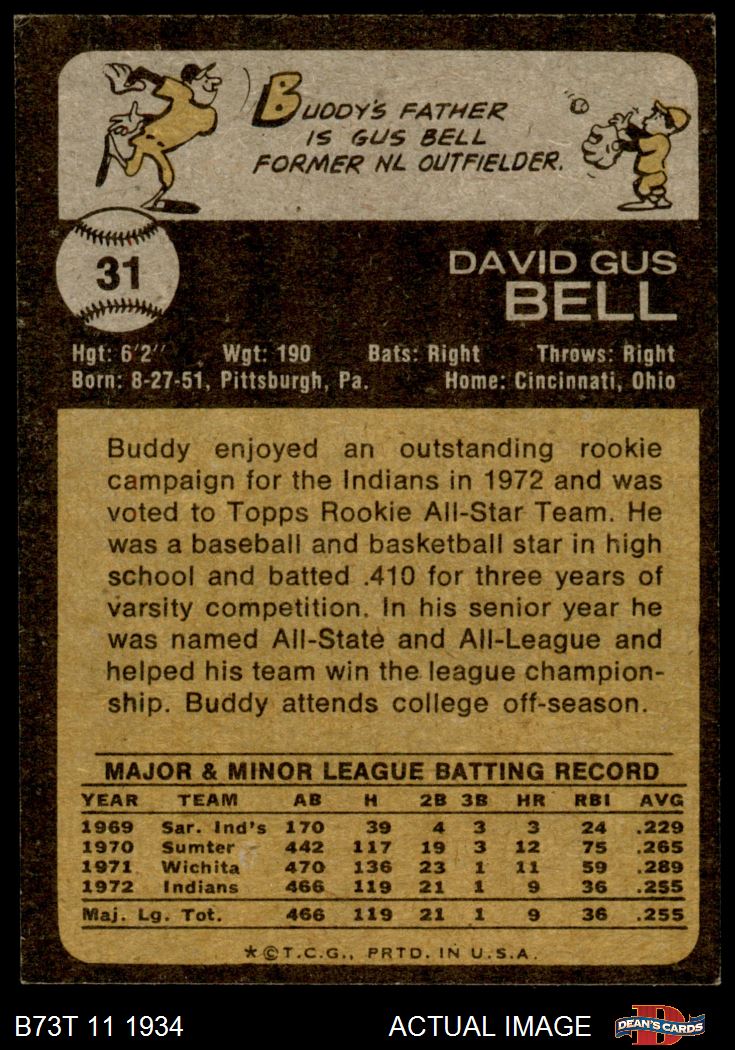 BUDDY'S FATHER
IS GUS BELL
FORMER NL OUTFIELDER.
31
DAVID GUS
BELL
Hgt: 6'2" Wgt: 190 Bats: Right Throws: Right
Born: 8-27-51, Pittsburgh, Pa. Home: Cincinnati, Ohio
Buddy enjoyed an outstanding rookie
campaign for the Indians in 1972 and was
voted to Topps Rookie All-Star Team. He
was a baseball and basketball star in high
school and batted .410 for three years of
varsity competition. In his senior year he
was named All-State and All-League and
helped his team win the league champion-
ship. Buddy attends college off-season.
MAJOR & MINOR LEAGUE BATTING RECORD
YEAR TEAM AB H 2B 3B HR RBI AVG
1969 Sar. Ind's 170 39 4 3 3 24 .229
1970 Sumter 442 117 19 3 12 75 .265
1971 Wichita 470 136 23 1 11 59 .289
1972 Indians 466 119 21 1 9 36 .255
Maj. Lg. Tot. 466 119 21 1 9 36 .255
*©T.C.G., PRTD. IN U.S.A.
B73T 11 1934 ACTUAL IMAGE DEAN'S CARDS